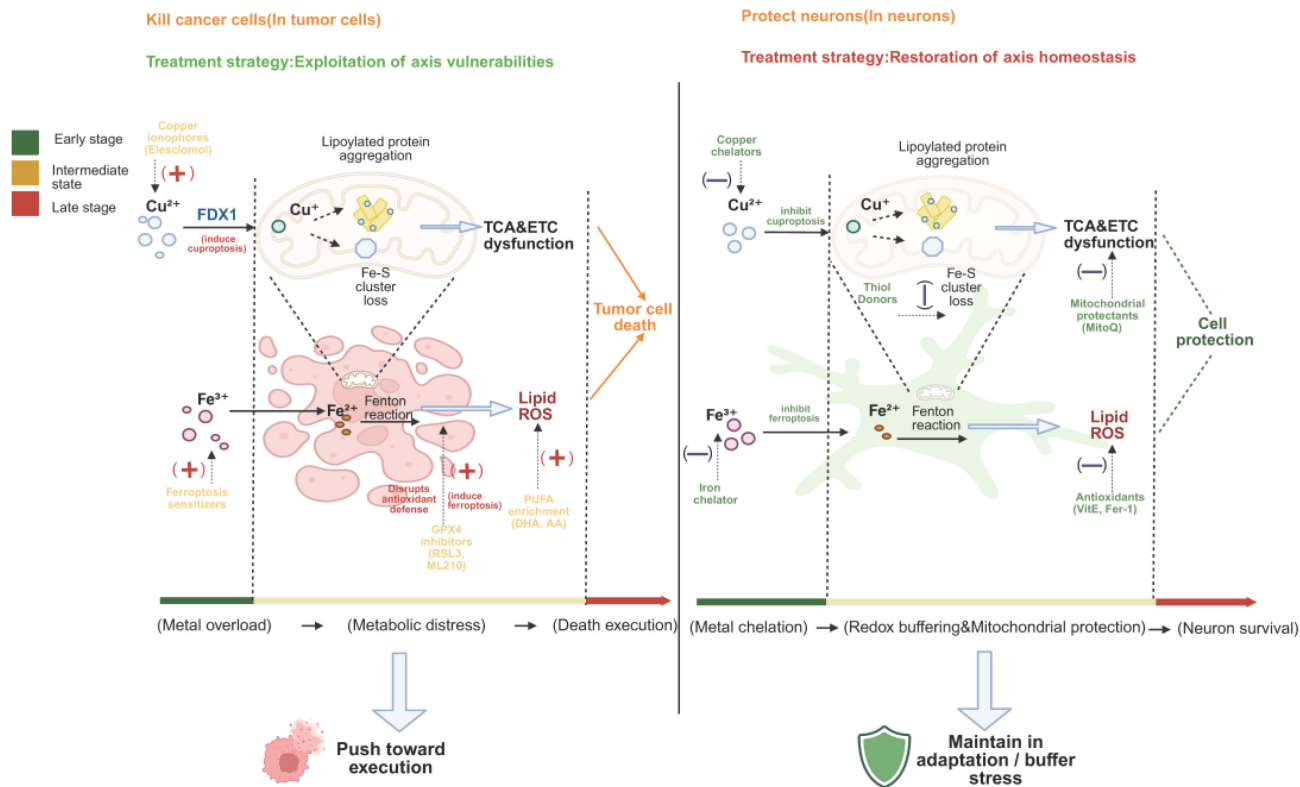 Kill cancer cells(In tumor cells)
Treatment strategy:Exploitation of axis vulnerabilities
Early stage
Intermediate
state
Late stage
Copper
ionophores
(Elesclomol)
(+)
Cu²⁺
FDX1
(induce
cuproptosis)
Lipoylated protein
aggregation
Cu⁺
Fe-S
cluster
loss
TCA&ETC
dysfunction
Tumor cell
death
Fe³⁺
(+)
Ferroptosis
sensitizers
Fe²⁺
Fenton
reaction
Lipid
ROS
Disrupts
antioxidant
defense
(+)
(induce
ferroptosis)
GPX4
inhibitors
(RSL3,
ML210)
(+)
PUFA
enrichment
(DHA, AA)
(Metal overload)
(Metabolic distress)
(Death execution)
Push toward
execution
Protect neurons(In neurons)
Treatment strategy:Restoration of axis homeostasis
Copper
chelators
(—)
Cu²⁺
inhibit
cuproptosis
Lipoylated protein
aggregation
Cu⁺
Fe-S
cluster
loss
Thiol
Donors
(—)
TCA&ETC
dysfunction
(—)
Mitochondrial
protectants
(MitoQ)
Cell
protection
Fe³⁺
(—)
Iron
chelator
inhibit
ferroptosis
Fe²⁺
Fenton
reaction
Lipid
ROS
(—)
Antioxidants
(VitE, Fer-1)
(Metal chelation)
(Redox buffering&Mitochondrial protection)
(Neuron survival)
Maintain in
adaptation / buffer
stress